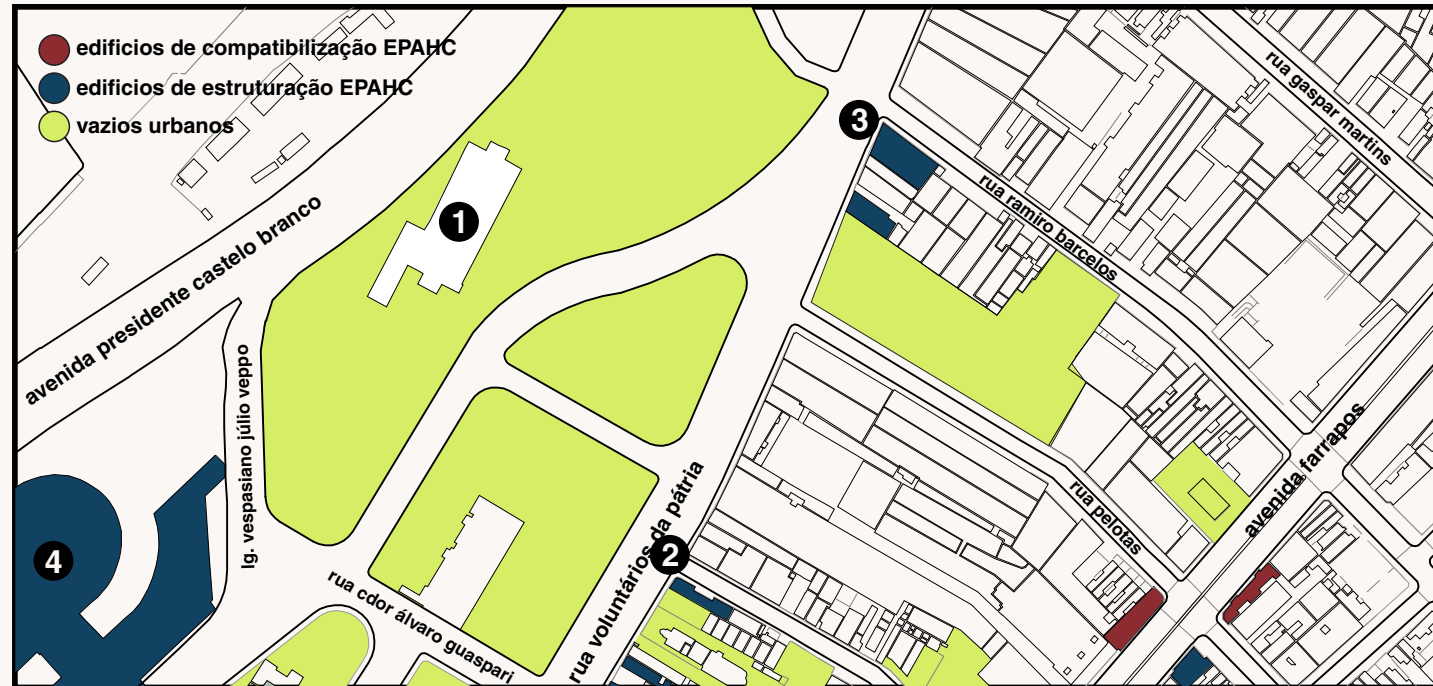 edificios de compatibilização EPAHC
edificios de estruturação EPAHC
vazios urbanos
rua gaspar martins
3
rua ramiro barcelos
1
avenida presidente castelo branco
lg. vespasiano júlio veppo
avenida farrapos
rua pelotas
rua voluntários da pátria
2
4
rua cdor álvaro guaspari